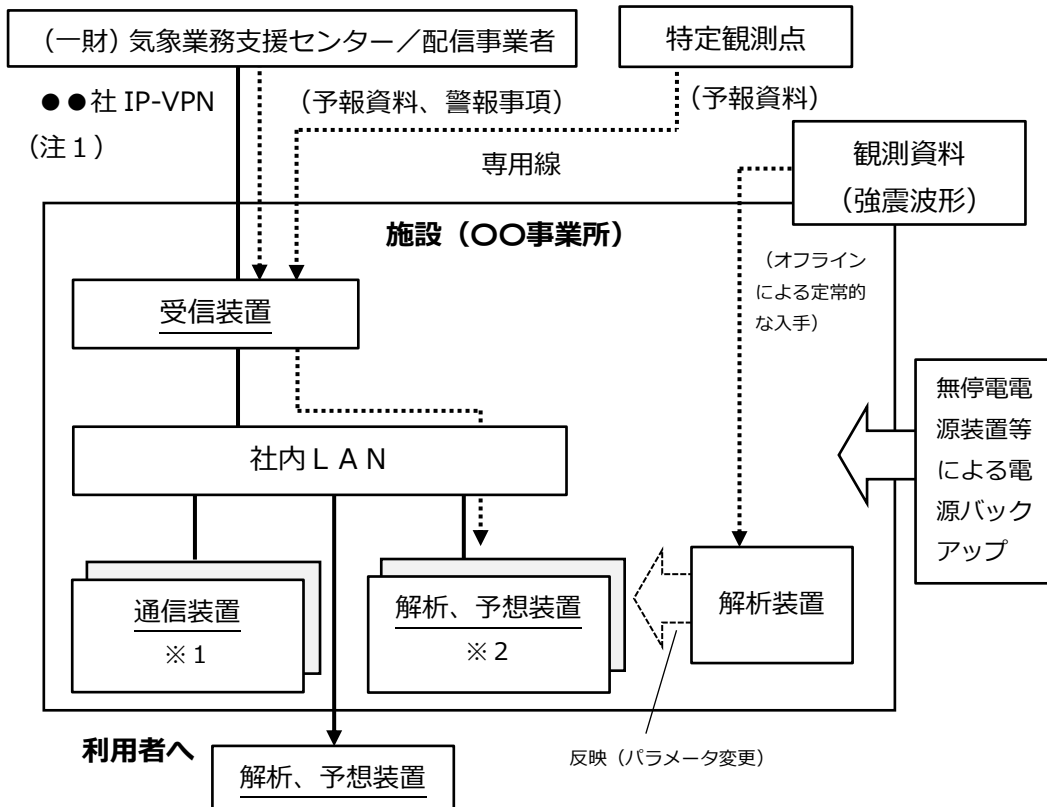 （一財）気象業務支援センター／配信事業者
特定観測点
●●社 IP-VPN
（注１）
（予報資料、警報事項）
（予報資料）
専用線
観測資料
（強震波形）
施設（〇〇事業所）
（オフライン
による定常的
な入手）
受信装置
無停電電
源装置等
による電
源バック
アップ
社内ＬＡＮ
通信装置
※１
解析、予想装置
※２
解析装置
利用者へ
反映（パラメータ変更）
解析、予想装置